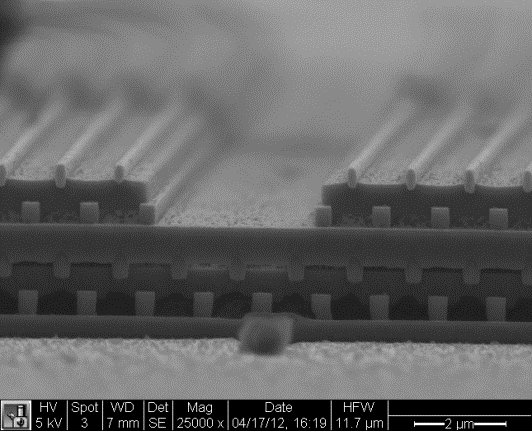 HV Spot WD Det Mag Date HFW
5 kV 3 7 mm SE 25000 x 04/17/12, 16:19 11.7 µm 2 µm